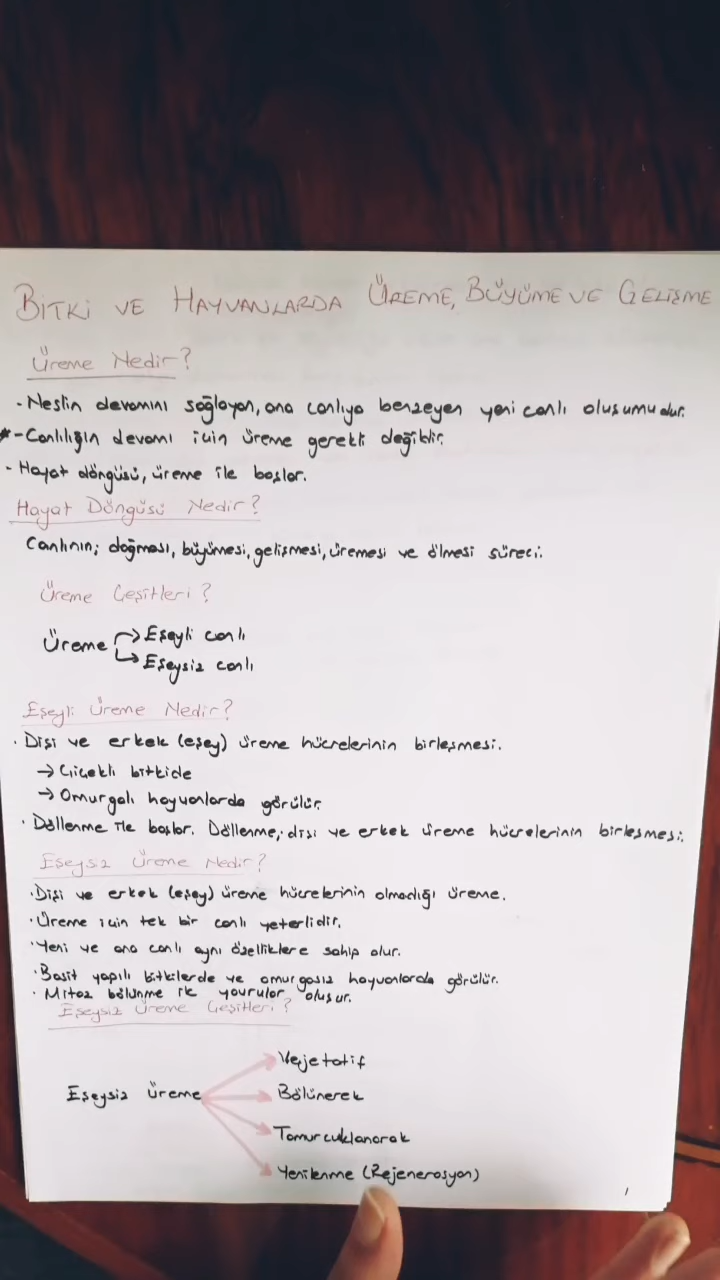 BİTKİ VE HAYVANLARDA ÜREME, BÜYÜME VE GELİŞME
Üreme Nedir?
- Neslin devamını sağlayan, ana canlıya benzeyen yeni canlı oluşumudur.
*- Canlılığın devamı için üreme gerekli değildir.
- Hayat döngüsü, üreme ile başlar.
Hayat Döngüsü Nedir?
Canlının; doğması, büyümesi, gelişmesi, üremesi ve ölmesi süreci.
Üreme Çeşitleri?
Üreme → Eşeyli canlı
→ Eşeysiz canlı
Eşeyli Üreme Nedir?
· Dişi ve erkek (eşey) üreme hücrelerinin birleşmesi.
→ Çiçekli bitkide
→ Omurgalı hayvanlarda görülür.
· Döllenme ile başlar. Döllenme; dişi ve erkek üreme hücrelerinin birleşmesi.
Eşeysiz Üreme Nedir?
· Dişi ve erkek (eşey) üreme hücrelerinin olmadığı üreme.
· Üreme için tek bir canlı yeterlidir.
· Yeni ve ana canlı aynı özelliklere sahip olur.
· Basit yapılı bitkilerde ve omurgasız hayvanlarda görülür.
· Mitoz bölünme ile yavrular oluşur.
Eşeysiz Üreme Çeşitleri?
Eşeysiz Üreme
Vejetatif
Bölünerek
Tomurcuklanarak
Yenilenme (Rejenerasyon)
1